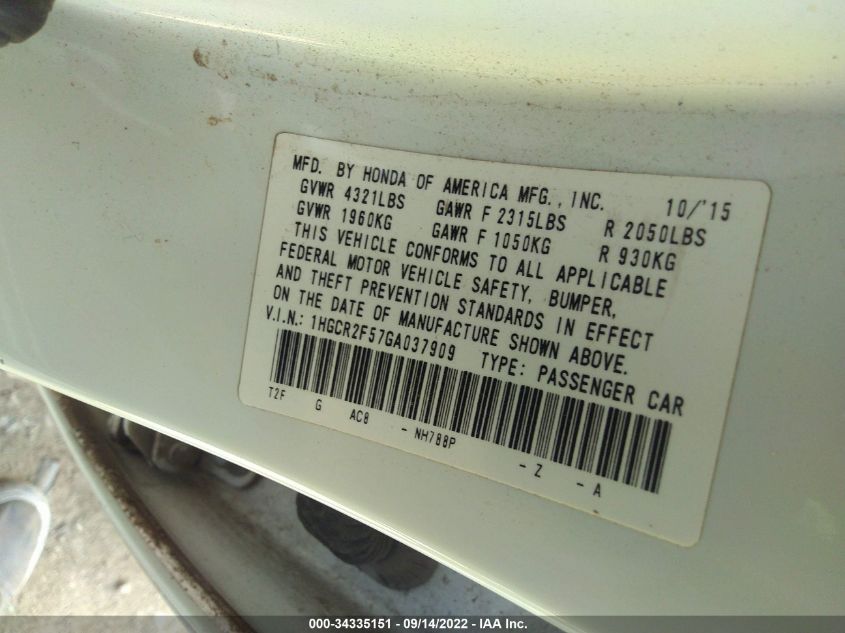 MFD. BY HONDA OF AMERICA MFG., INC. 10/'15
GVWR 4321LBS GAWR F 2315LBS R 2050LBS
GVWR 1960KG GAWR F 1050KG R 930KG
THIS VEHICLE CONFORMS TO ALL APPLICABLE
FEDERAL MOTOR VEHICLE SAFETY, BUMPER,
AND THEFT PREVENTION STANDARDS IN EFFECT
ON THE DATE OF MANUFACTURE SHOWN ABOVE.
V.I.N.: 1HGCR2F57GA037909 TYPE: PASSENGER CAR
T2F G AC8 - NH788P - Z - A
000-34335151 / 09/14/2022 - IAA Inc.